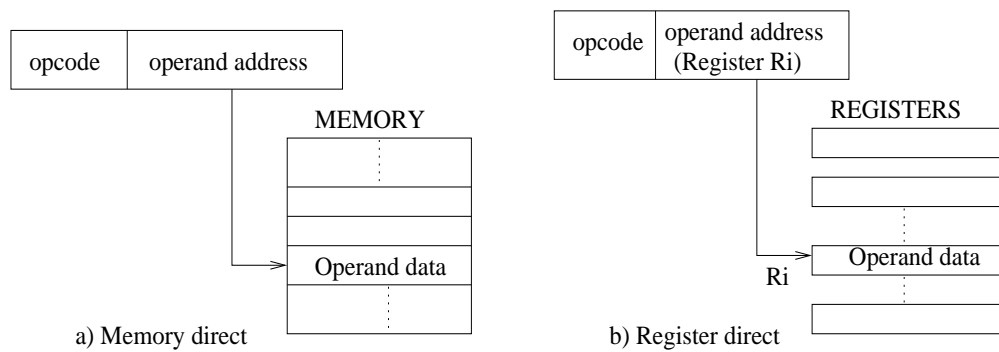 opcode
operand address
MEMORY
Operand data
a) Memory direct
opcode
operand address
(Register Ri)
REGISTERS
Operand data
Ri
b) Register direct